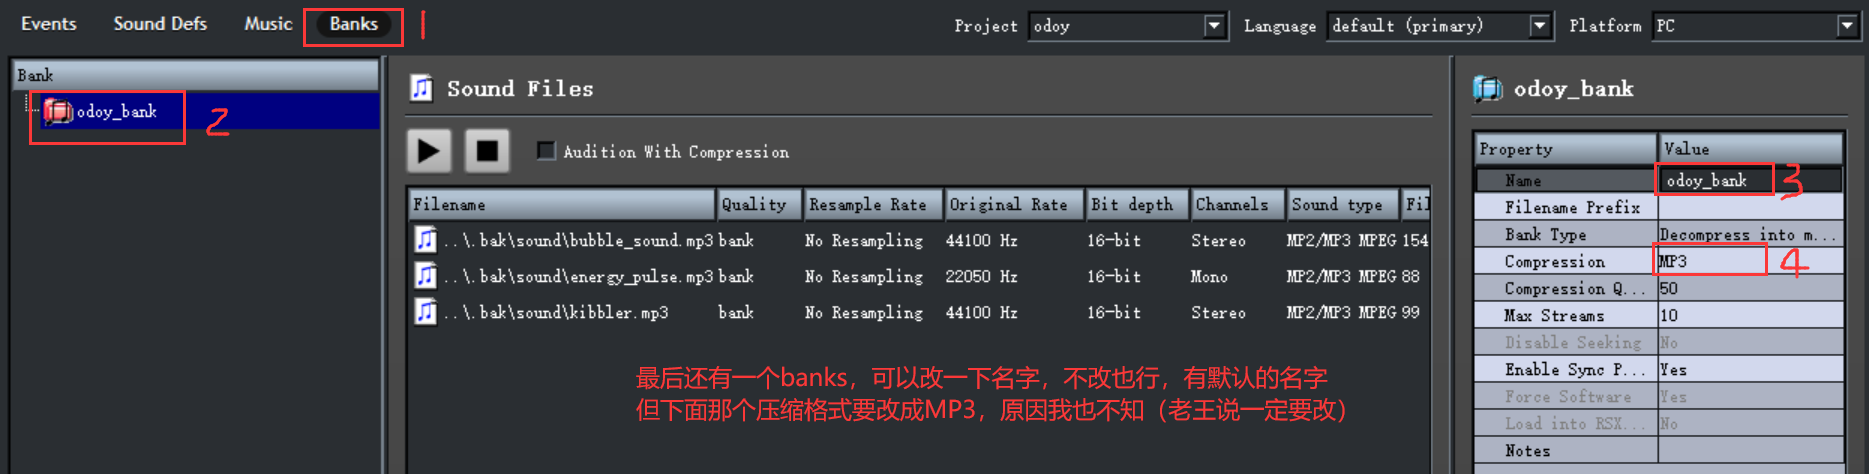 Events Sound Defs Music Banks 1 Project odoy Language default (primary) Platform PC
Bank
odoy_bank 2
Sound Files
Audition With Compression
Filename Quality Resample Rate Original Rate Bit depth Channels Sound type Fil
..\.bak\sound\bubble_sound.mp3 bank No Resampling 44100 Hz 16-bit Stereo MP2/MP3 MPEG 154
..\.bak\sound\energy_pulse.mp3 bank No Resampling 22050 Hz 16-bit Mono MP2/MP3 MPEG 88
..\.bak\sound\kibbler.mp3 bank No Resampling 44100 Hz 16-bit Stereo MP2/MP3 MPEG 99
最后还有一个banks，可以改一下名字，不改也行，有默认的名字
但下面那个压缩格式要改成MP3，原因我也不知（老王说一定要改）
odoy_bank
Property Value
Name odoy_bank 3
Filename Prefix
Bank Type Decompress into m...
Compression MP3 4
Compression Q... 50
Max Streams 10
Disable Seeking No
Enable Sync P... Yes
Force Software Yes
Load into RSX... No
Notes